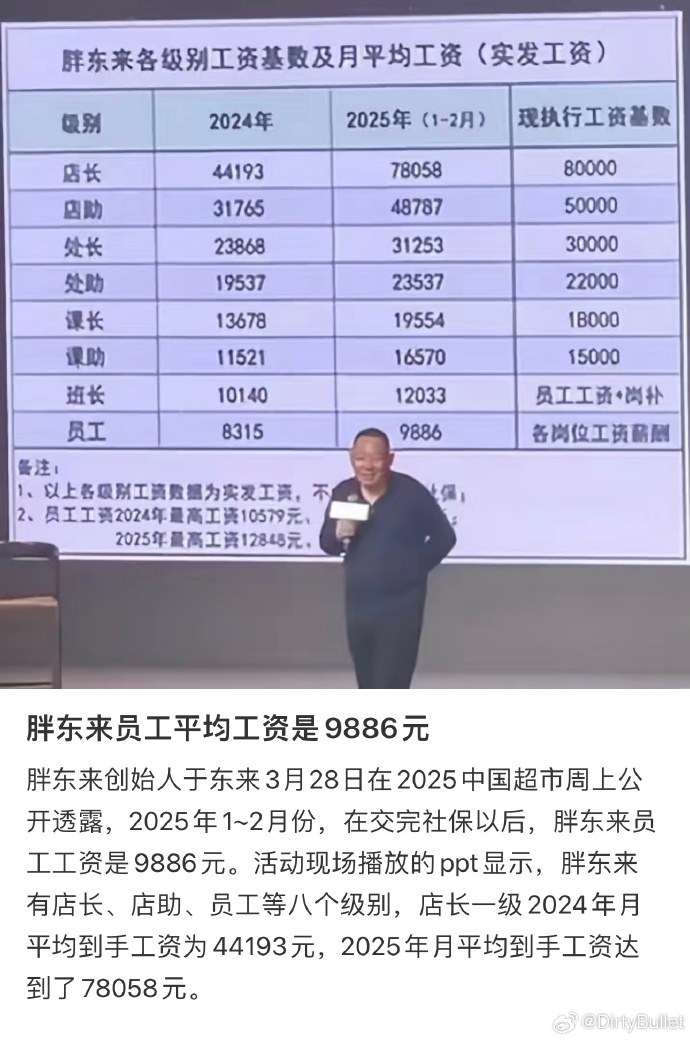 胖东来各级别工资基数及月平均工资（实发工资）
级别 2024年 2025年（1-2月） 现执行工资基数
店长 44193 78058 80000
店助 31765 48787 50000
处长 23868 31253 30000
处助 19537 23537 22000
课长 13678 19554 18000
课助 11521 16570 15000
班长 10140 12033 员工工资+岗补
员工 8315 9886 各岗位工资薪酬
备注：
1、以上各级别工资数据为实发工资，不 社保；
2、员工工资2024年最高工资10579元，
2025年最高工资12848元，
胖东来员工平均工资是9886元
胖东来创始人于东来3月28日在2025中国超市周上公
开透露，2025年1~2月份，在交完社保以后，胖东来员
工工资是9886元。活动现场播放的ppt显示，胖东来
有店长、店助、员工等八个级别，店长一级2024年月
平均到手工资为44193元，2025年月平均到手工资达
到了78058元。
@DirtyBullet